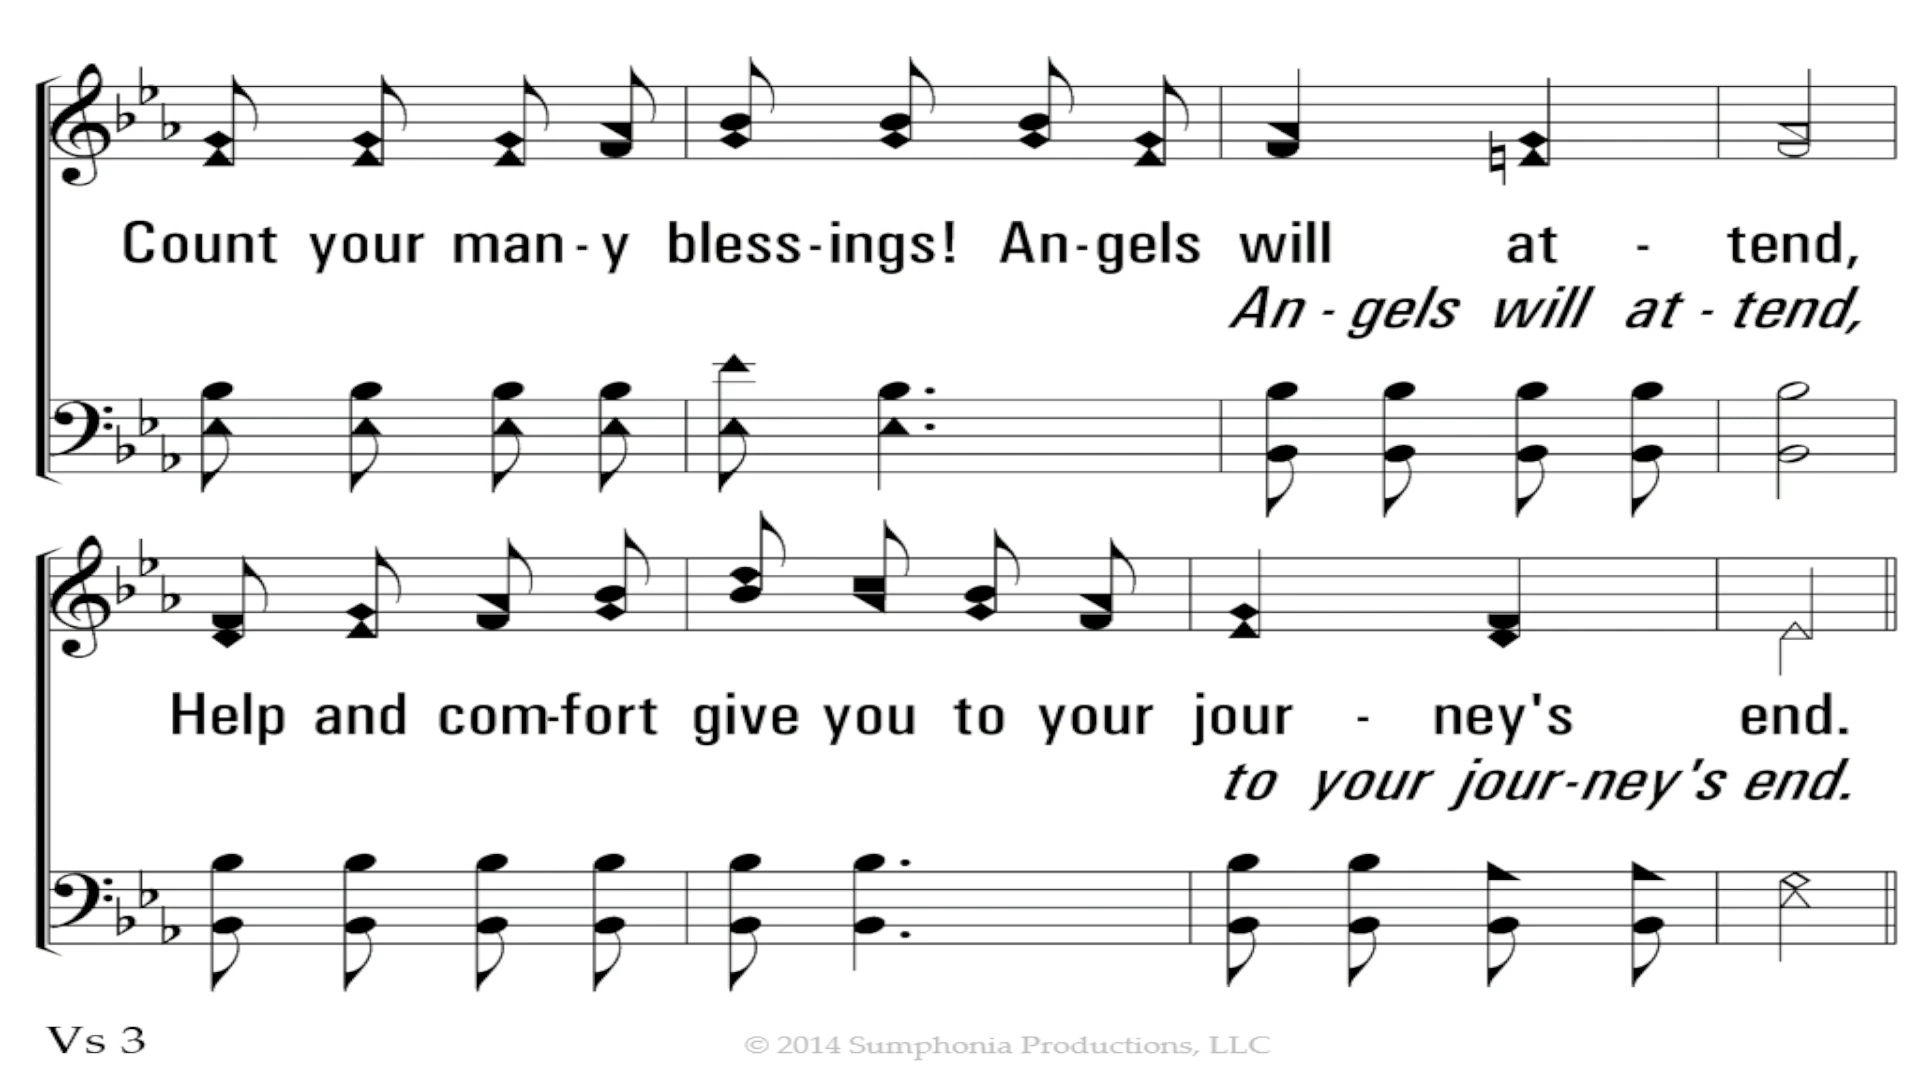 Count your man - y bless - ings! An - gels will at - tend,
An - gels will at - tend,
Help and com - fort give you to your jour - ney's end.
to your jour - ney's end.
Vs 3
© 2014 Sumphonia Productions, LLC